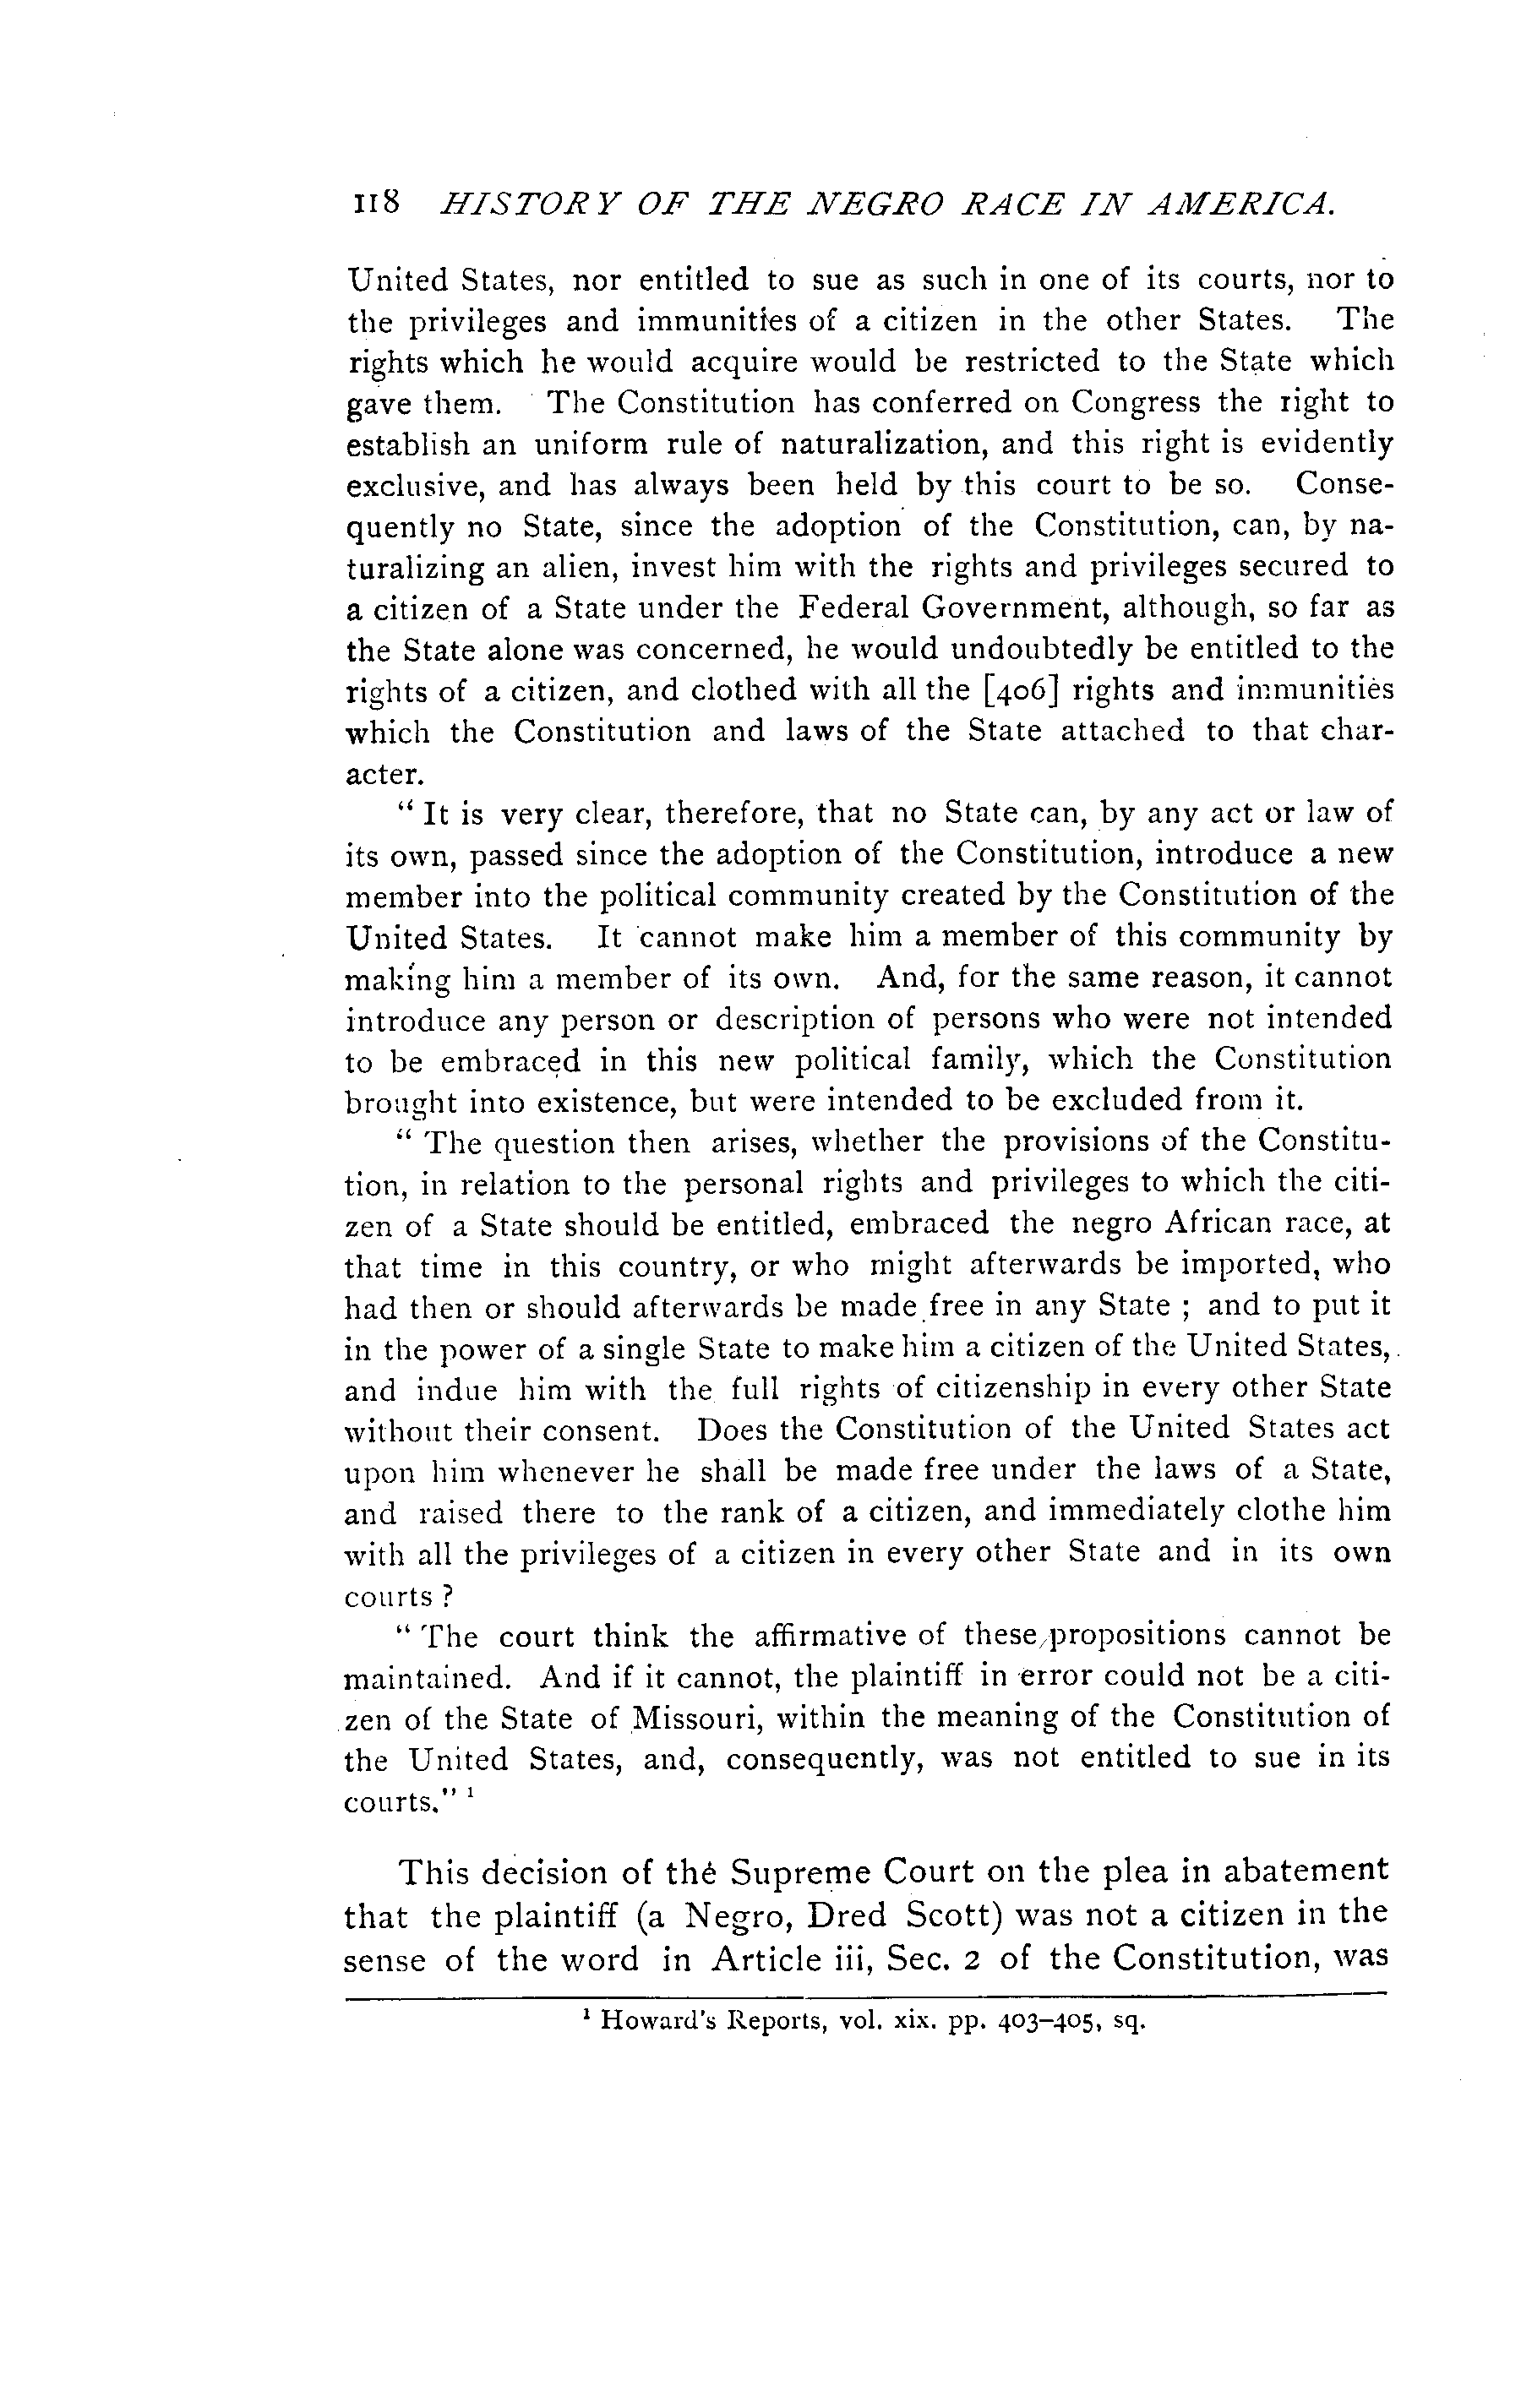 118 HISTORY OF THE NEGRO RACE IN AMERICA.
United States, nor entitled to sue as such in one of its courts, nor to
the privileges and immunities of a citizen in the other States. The
rights which he would acquire would be restricted to the State which
gave them. The Constitution has conferred on Congress the right to
establish an uniform rule of naturalization, and this right is evidently
exclusive, and has always been held by this court to be so. Conse-
quently no State, since the adoption of the Constitution, can, by na-
turalizing an alien, invest him with the rights and privileges secured to
a citizen of a State under the Federal Government, although, so far as
the State alone was concerned, he would undoubtedly be entitled to the
rights of a citizen, and clothed with all the [406] rights and immunities
which the Constitution and laws of the State attached to that char-
acter.
“ It is very clear, therefore, that no State can, by any act or law of
its own, passed since the adoption of the Constitution, introduce a new
member into the political community created by the Constitution of the
United States. It cannot make him a member of this community by
making him a member of its own. And, for the same reason, it cannot
introduce any person or description of persons who were not intended
to be embraced in this new political family, which the Constitution
brought into existence, but were intended to be excluded from it.
“ The question then arises, whether the provisions of the Constitu-
tion, in relation to the personal rights and privileges to which the citi-
zen of a State should be entitled, embraced the negro African race, at
that time in this country, or who might afterwards be imported, who
had then or should afterwards be made free in any State ; and to put it
in the power of a single State to make him a citizen of the United States,
and indue him with the full rights of citizenship in every other State
without their consent. Does the Constitution of the United States act
upon him whenever he shall be made free under the laws of a State,
and raised there to the rank of a citizen, and immediately clothe him
with all the privileges of a citizen in every other State and in its own
courts ?
“ The court think the affirmative of these propositions cannot be
maintained. And if it cannot, the plaintiff in error could not be a citi-
zen of the State of Missouri, within the meaning of the Constitution of
the United States, and, consequently, was not entitled to sue in its
courts.” ¹
This decision of the Supreme Court on the plea in abatement
that the plaintiff (a Negro, Dred Scott) was not a citizen in the
sense of the word in Article iii, Sec. 2 of the Constitution, was
¹ Howard's Reports, vol. xix. pp. 403–405, sq.